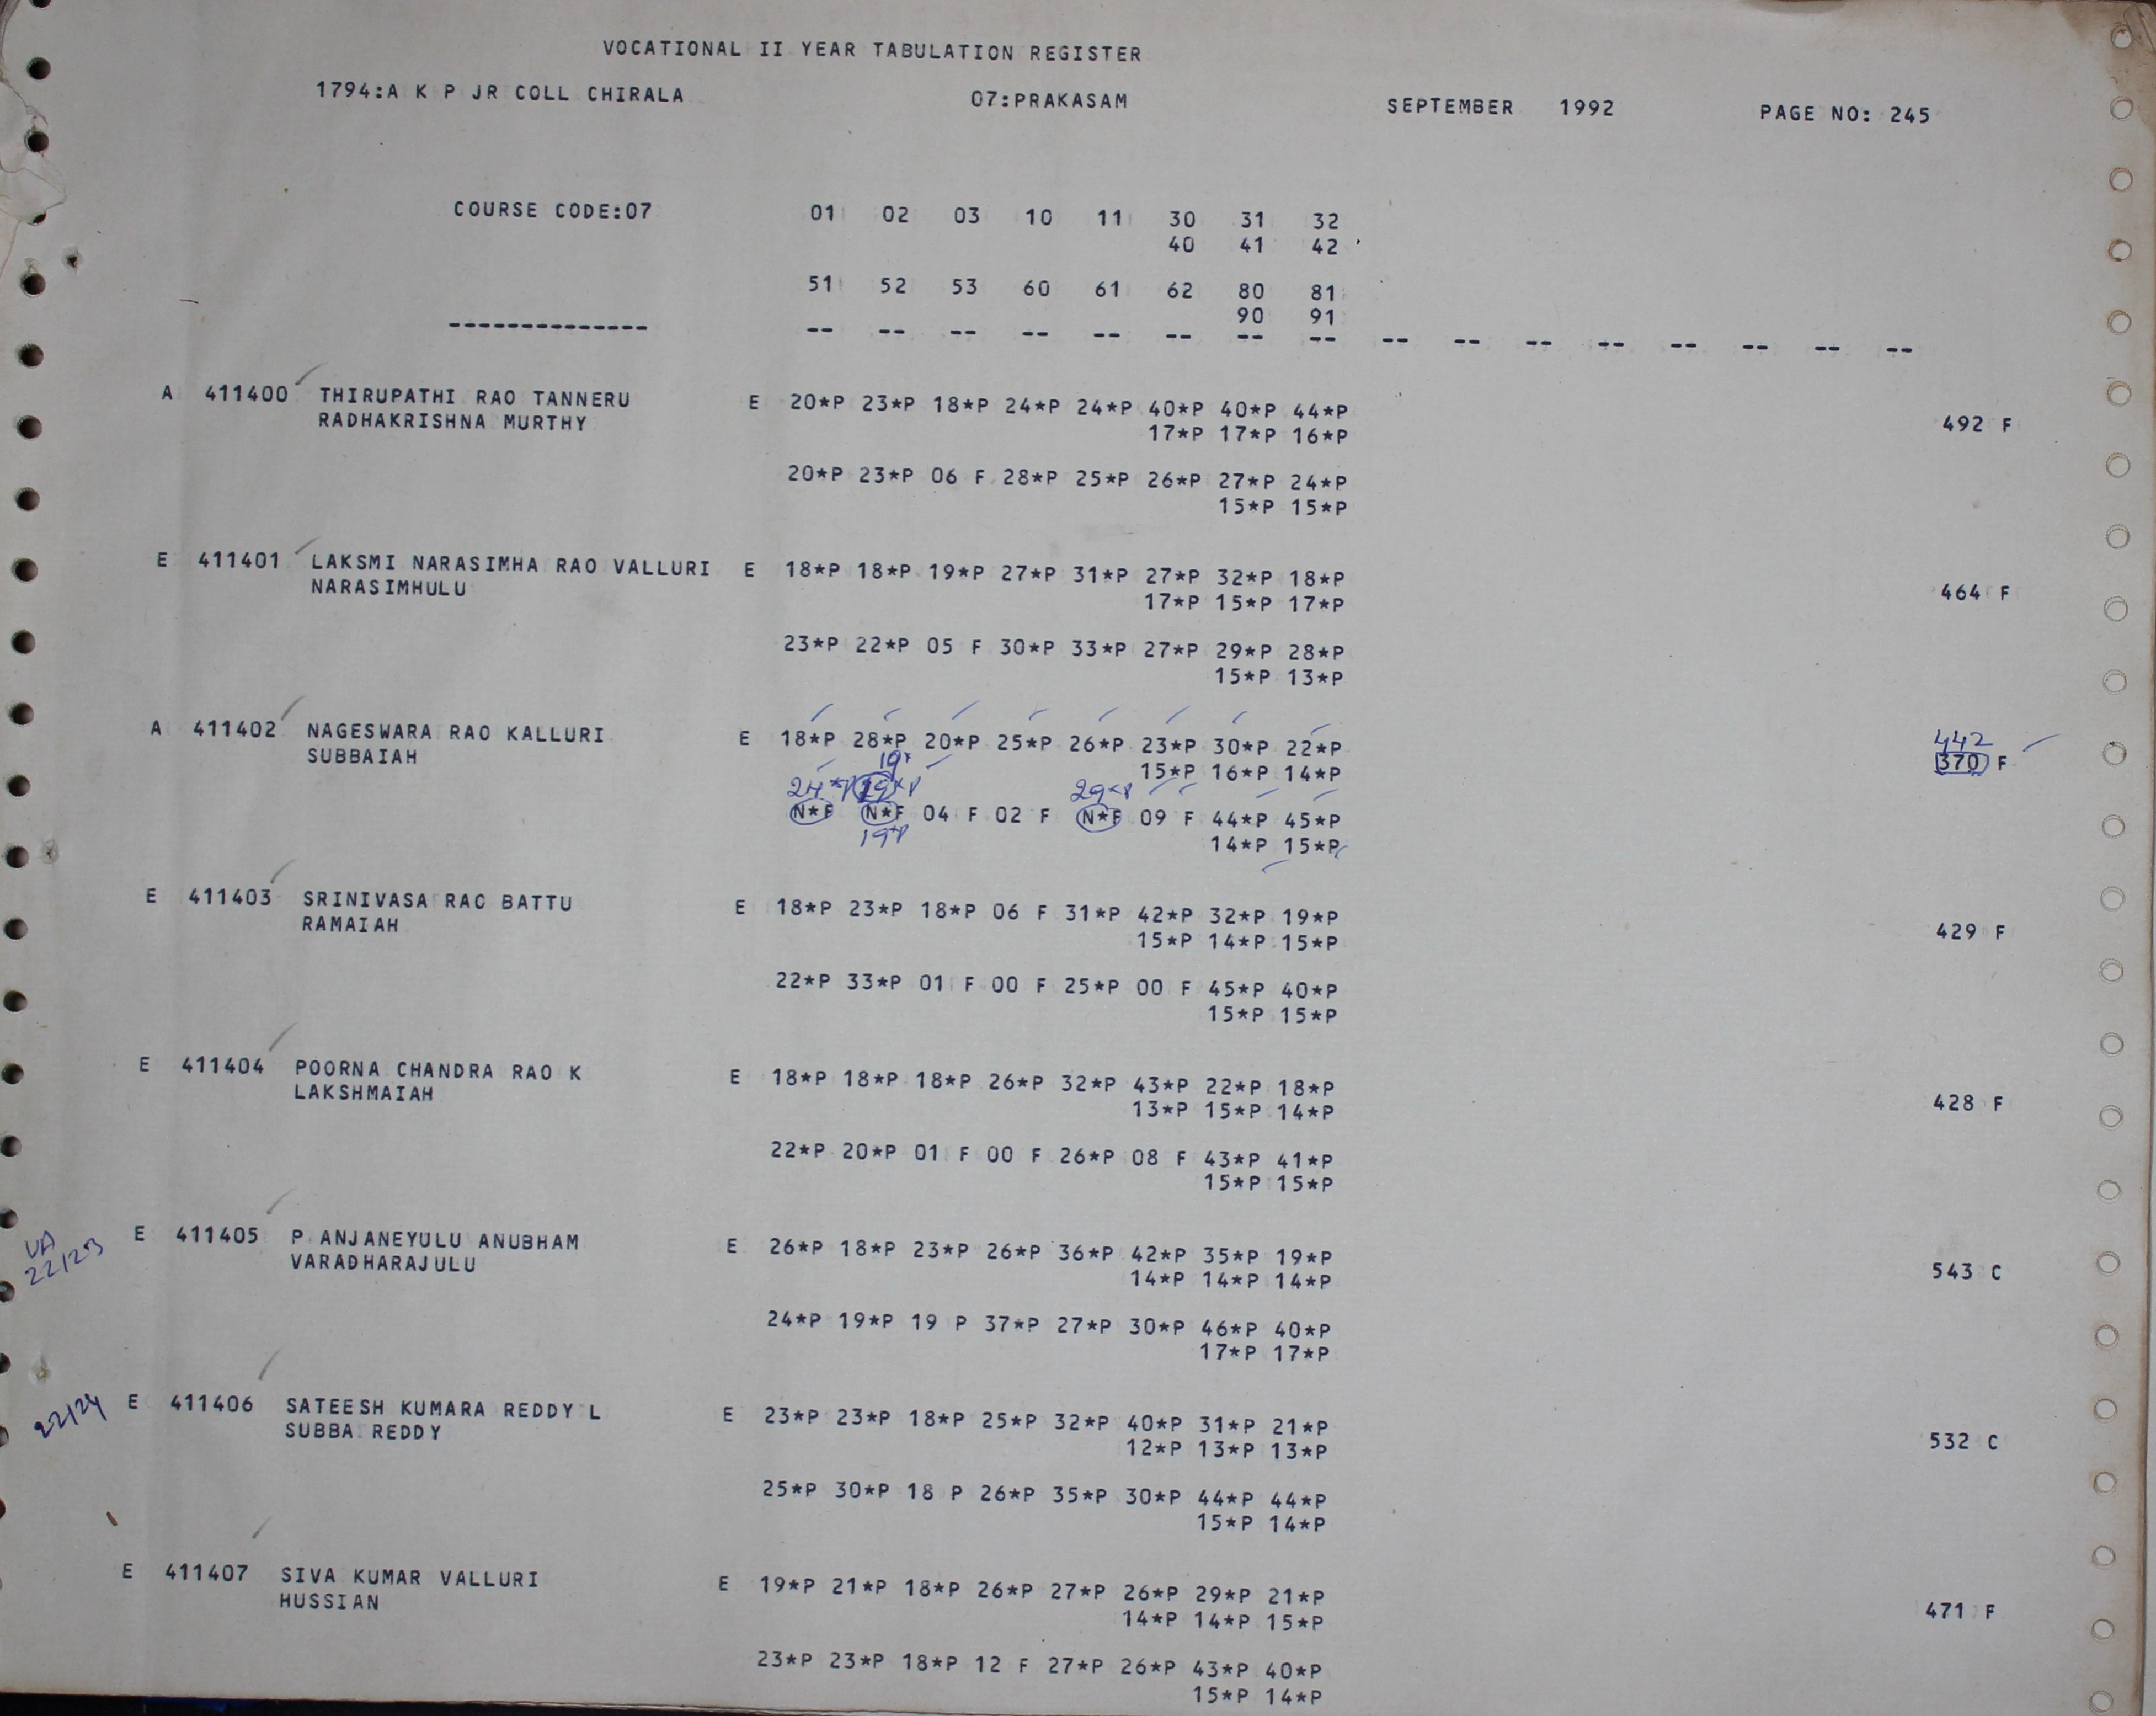 VOCATIONAL II YEAR TABULATION REGISTER
1794:A K P JR COLL CHIRALA 07:PRAKASAM SEPTEMBER 1992 PAGE NO: 245
COURSE CODE:07 01 02 03 10 11 30 31 32
40 41 42
51 52 53 60 61 62 80 81
90 91
-------------- -- -- -- -- -- -- -- -- -- -- -- -- -- -- -- --
A 411400 THIRUPATHI RAO TANNERU E 20*P 23*P 18*P 24*P 24*P 40*P 40*P 44*P
RADHAKRISHNA MURTHY 17*P 17*P 16*P 492 F
20*P 23*P 06 F 28*P 25*P 26*P 27*P 24*P
15*P 15*P
E 411401 LAKSMI NARASIMHA RAO VALLURI E 18*P 18*P 19*P 27*P 31*P 27*P 32*P 18*P
NARASIMHULU 17*P 15*P 17*P 464 F
23*P 22*P 05 F 30*P 33*P 27*P 29*P 28*P
15*P 13*P
A 411402 NAGESWARA RAO KALLURI E 18*P 28*P 20*P 25*P 26*P 23*P 30*P 22*P 442
SUBBAIAH 19* 15*P 16*P 14*P 370 F
24*P 29*P
N*F N*F 04 F 02 F N*F 09 F 44*P 45*P
19*P 14*P 15*P
E 411403 SRINIVASA RAO BATTU E 18*P 23*P 18*P 06 F 31*P 42*P 32*P 19*P
RAMAIAH 15*P 14*P 15*P 429 F
22*P 33*P 01 F 00 F 25*P 00 F 45*P 40*P
15*P 15*P
E 411404 POORNA CHANDRA RAO K E 18*P 18*P 18*P 26*P 32*P 43*P 22*P 18*P
LAKSHMAIAH 13*P 15*P 14*P 428 F
22*P 20*P 01 F 00 F 26*P 08 F 43*P 41*P
15*P 15*P
VA
22/23
E 411405 P ANJANEYULU ANUBHAM E 26*P 18*P 23*P 26*P 36*P 42*P 35*P 19*P
VARADHARAJULU 14*P 14*P 14*P 543 C
24*P 19*P 19 P 37*P 27*P 30*P 46*P 40*P
17*P 17*P
22/24 E 411406 SATEESH KUMARA REDDY L E 23*P 23*P 18*P 25*P 32*P 40*P 31*P 21*P
SUBBA REDDY 12*P 13*P 13*P 532 C
25*P 30*P 18 P 26*P 35*P 30*P 44*P 44*P
15*P 14*P
E 411407 SIVA KUMAR VALLURI E 19*P 21*P 18*P 26*P 27*P 26*P 29*P 21*P
HUSSIAN 14*P 14*P 15*P 471 F
23*P 23*P 18*P 12 F 27*P 26*P 43*P 40*P
15*P 14*P